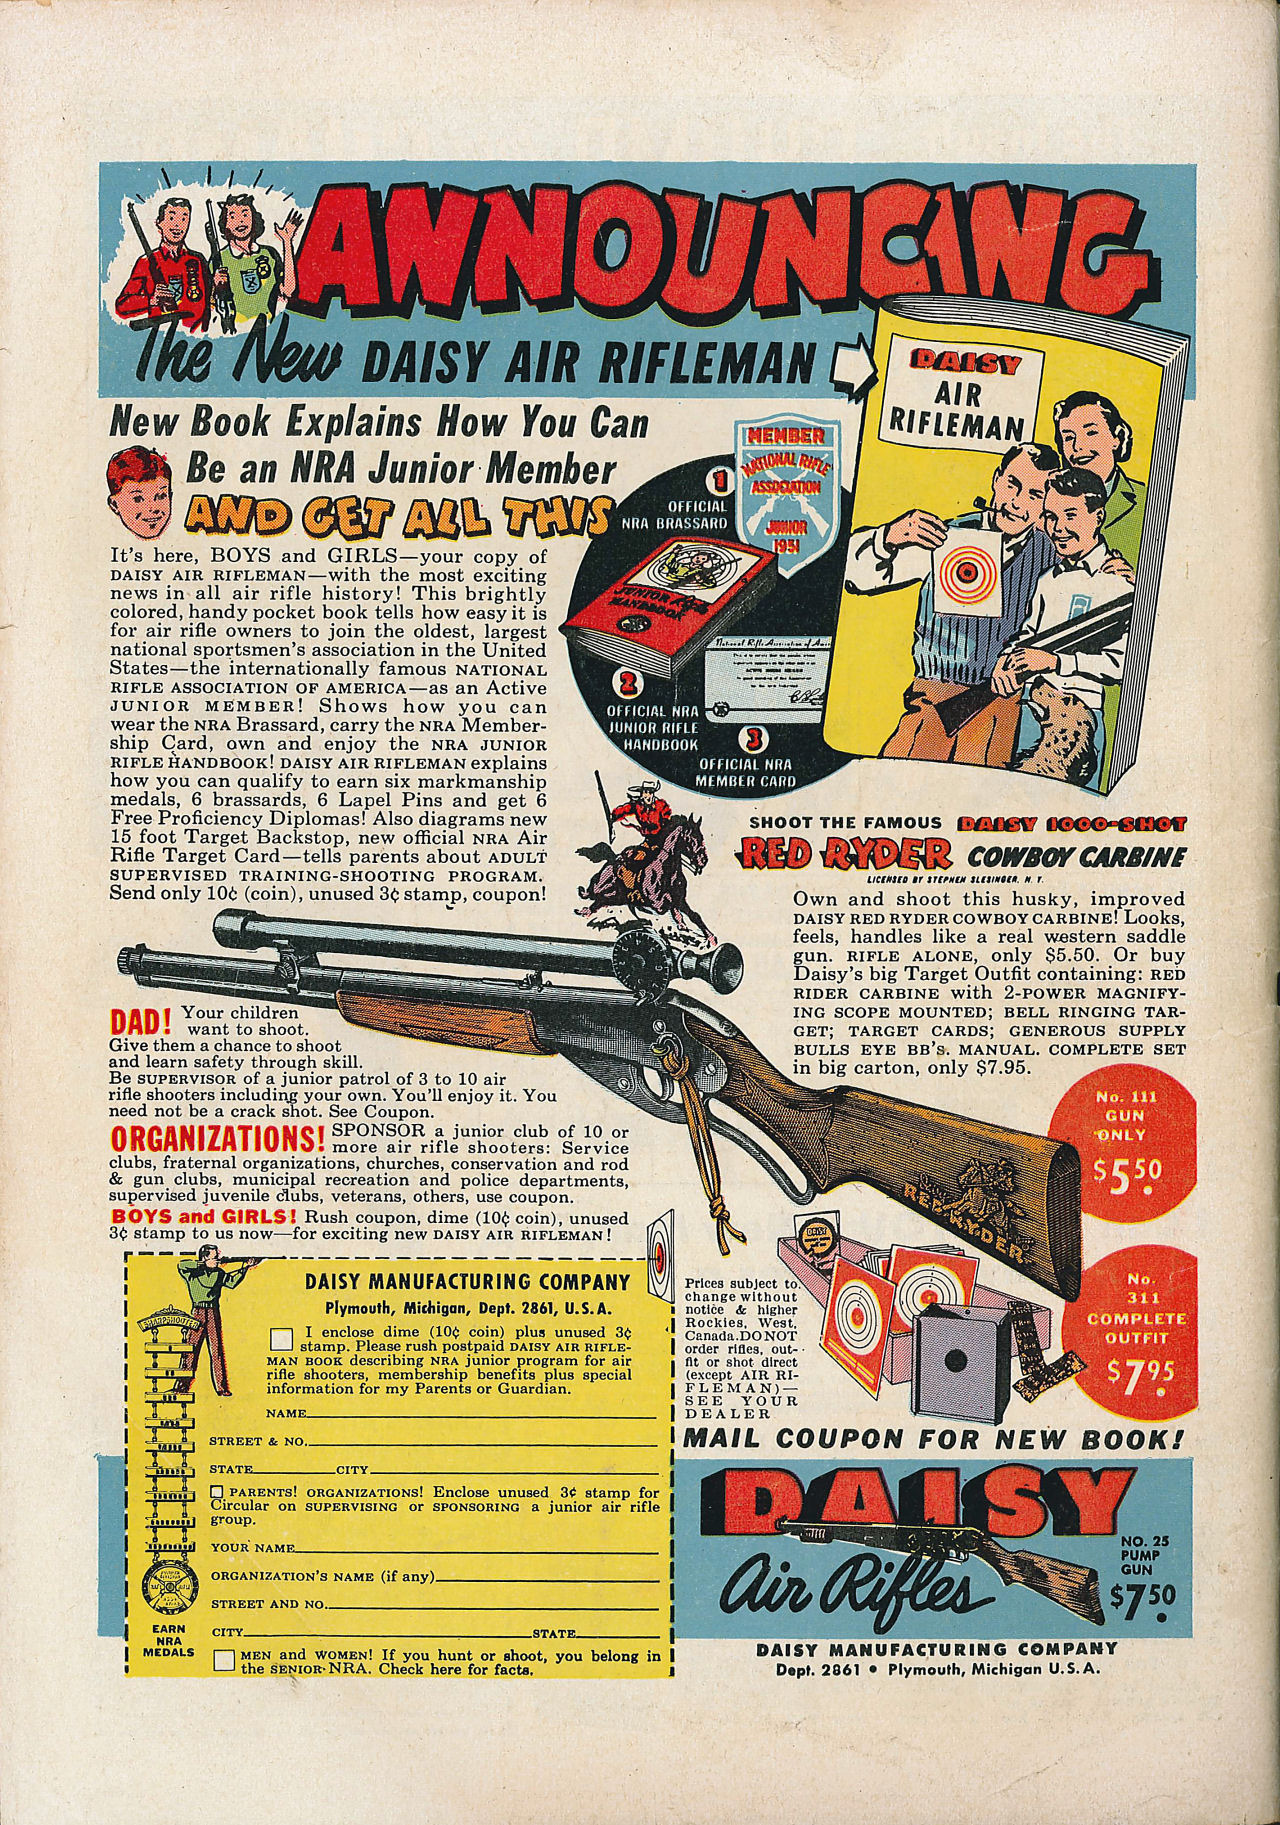 ANNOUNCING
The New DAISY AIR RIFLEMAN
DAISY
AIR
RIFLEMAN
New Book Explains How You Can
Be an NRA Junior Member
AND GET ALL THIS
It's here, BOYS and GIRLS—your copy of
DAISY AIR RIFLEMAN—with the most exciting
news in all air rifle history! This brightly
colored, handy pocket book tells how easy it is
for air rifle owners to join the oldest, largest
national sportsmen's association in the United
States—the internationally famous NATIONAL
RIFLE ASSOCIATION OF AMERICA—as an Active
JUNIOR MEMBER! Shows how you can
wear the NRA Brassard, carry the NRA Member-
ship Card, own and enjoy the NRA JUNIOR
RIFLE HANDBOOK! DAISY AIR RIFLEMAN explains
how you can qualify to earn six markmanship
medals, 6 brassards, 6 Lapel Pins and get 6
Free Proficiency Diplomas! Also diagrams new
15 foot Target Backstop, new official NRA Air
Rifle Target Card—tells parents about ADULT
SUPERVISED TRAINING-SHOOTING PROGRAM.
Send only 10¢ (coin), unused 3¢ stamp, coupon!
1
OFFICIAL
NRA BRASSARD
MEMBER
NATIONAL RIFLE
ASSOCIATION
JUNIOR
1951
JUNIOR RIFLE
HANDBOOK
2
OFFICIAL NRA
JUNIOR RIFLE
HANDBOOK
National Rifle Association of Amer
3
OFFICIAL NRA
MEMBER CARD
SHOOT THE FAMOUS DAISY 1000-SHOT
RED RYDER COWBOY CARBINE
LICENSED BY STEPHEN SLESINGER, N. Y.
Own and shoot this husky, improved
DAISY RED RYDER COWBOY CARBINE! Looks,
feels, handles like a real western saddle
gun. RIFLE ALONE, only $5.50. Or buy
Daisy's big Target Outfit containing: RED
RIDER CARBINE with 2-POWER MAGNIFY-
ING SCOPE MOUNTED; BELL RINGING TAR-
GET; TARGET CARDS; GENEROUS SUPPLY
BULLS EYE BB's. MANUAL. COMPLETE SET
in big carton, only $7.95.
DAD! Your children
want to shoot.
Give them a chance to shoot
and learn safety through skill.
Be SUPERVISOR of a junior patrol of 3 to 10 air
rifle shooters including your own. You'll enjoy it. You
need not be a crack shot. See Coupon.
ORGANIZATIONS! SPONSOR a junior club of 10 or
more air rifle shooters: Service
clubs, fraternal organizations, churches, conservation and rod
& gun clubs, municipal recreation and police departments,
supervised juvenile clubs, veterans, others, use coupon.
BOYS and GIRLS! Rush coupon, dime (10¢ coin), unused
3¢ stamp to us now—for exciting new DAISY AIR RIFLEMAN!
RED RYDER
No. 111
GUN
ONLY
$5.50
No.
311
COMPLETE
OUTFIT
$7.95
DAISY
Prices subject to
change without
notice & higher
Rockies, West,
Canada. DO NOT
order rifles, out-
fit or shot direct
(except AIR RI-
FLEMAN)—
SEE YOUR
DEALER
MAIL COUPON FOR NEW BOOK!
DAISY MANUFACTURING COMPANY
Plymouth, Michigan, Dept. 2861, U.S.A.
I enclose dime (10¢ coin) plus unused 3¢
stamp. Please rush postpaid DAISY AIR RIFLE-
MAN BOOK describing NRA junior program for air
rifle shooters, membership benefits plus special
information for my Parents or Guardian.
NAME
STREET & NO.
STATE CITY
PARENTS! ORGANIZATIONS! Enclose unused 3¢ stamp for
Circular on SUPERVISING or SPONSORING a junior air rifle
group.
YOUR NAME
ORGANIZATION'S NAME (if any)
STREET AND NO.
CITY STATE
MEN and WOMEN! If you hunt or shoot, you belong in
the SENIOR NRA. Check here for facts.
SHARPSHOOTER
EARN
NRA
MEDALS
DAISY
Air Rifles
NO. 25
PUMP
GUN
$7.50
DAISY MANUFACTURING COMPANY
Dept. 2861 • Plymouth, Michigan U.S.A.